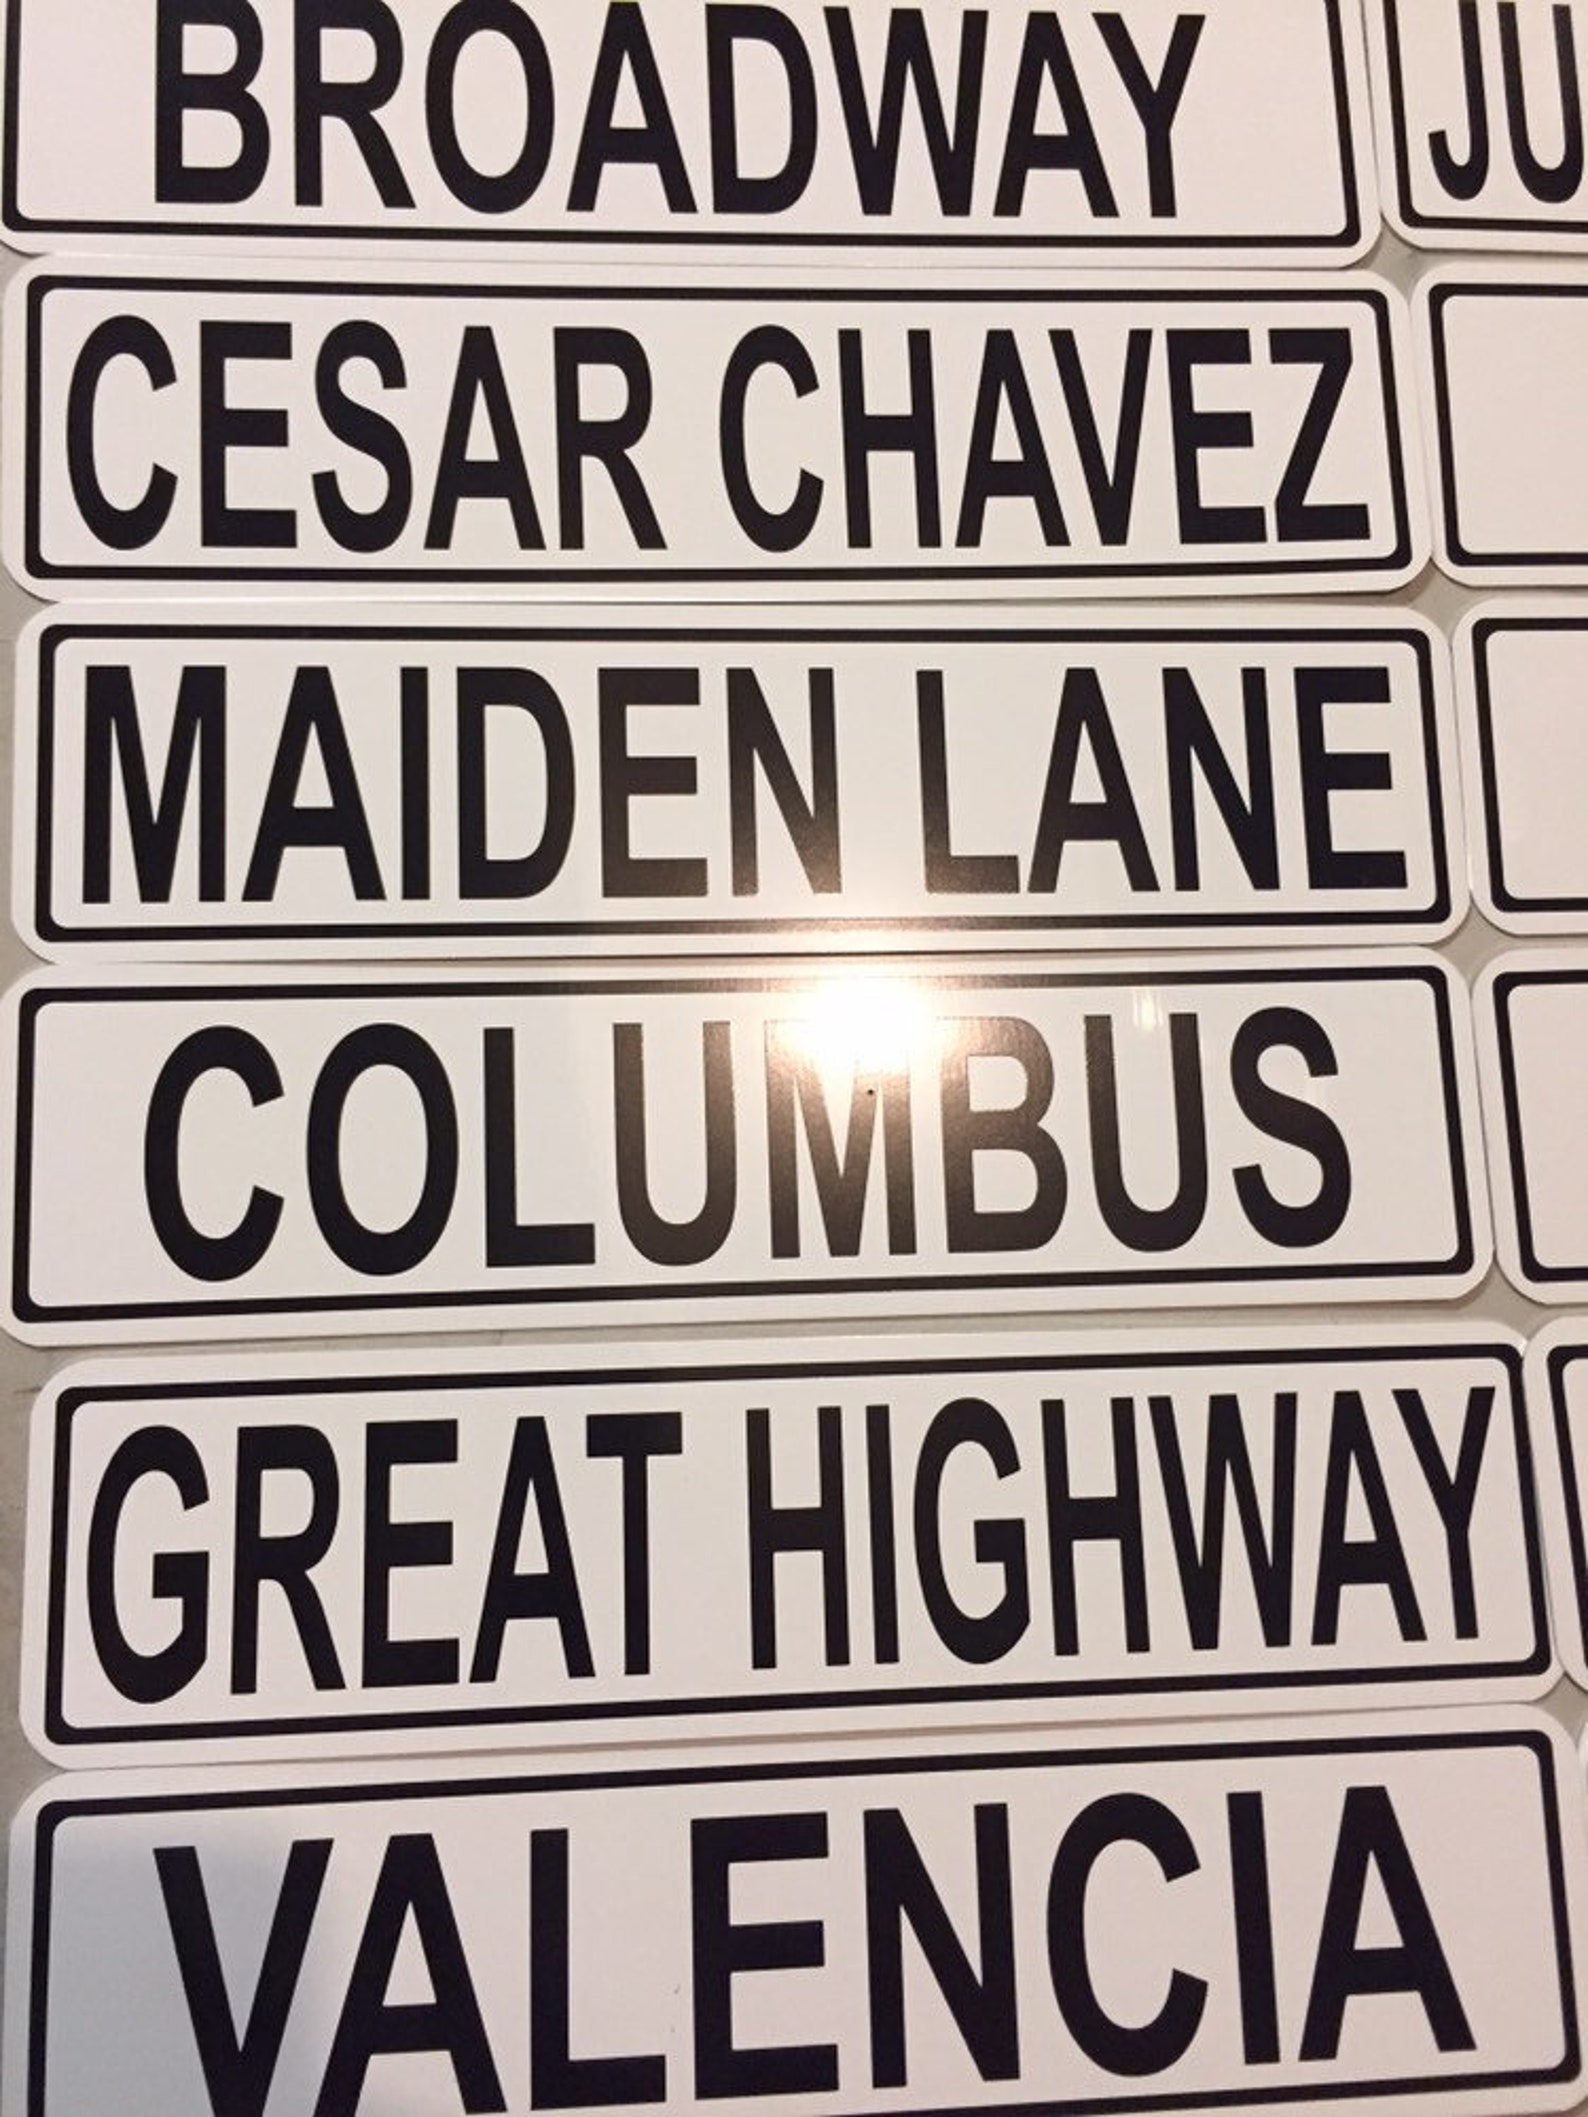 BROADWAY
CESAR CHAVEZ
MAIDEN LANE
COLUMBUS
GREAT HIGHWAY
VALENCIA